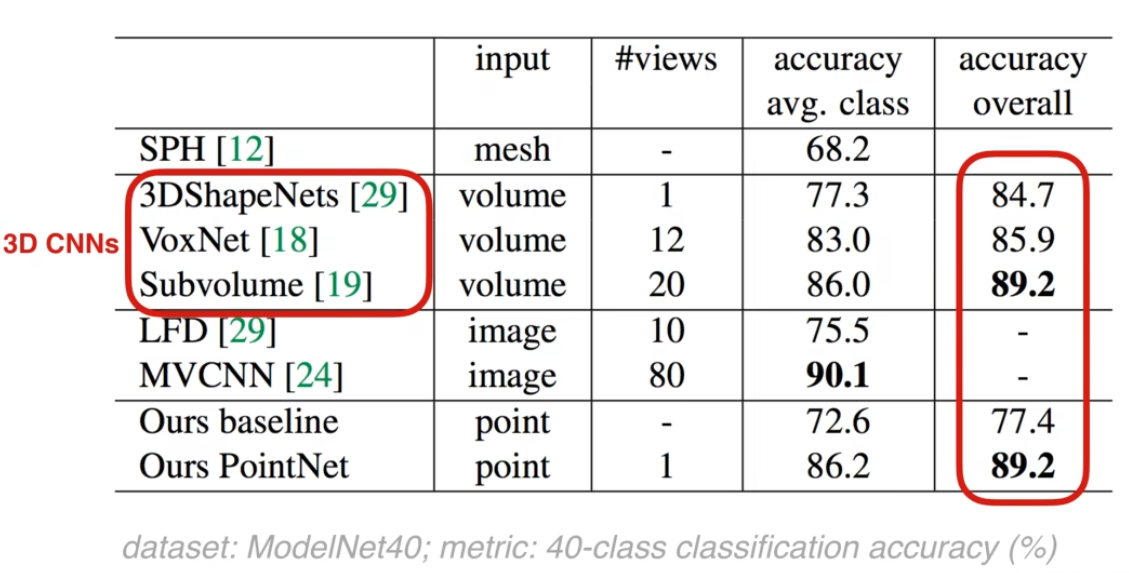 input #views accuracy accuracy
avg. class overall
SPH [12] mesh - 68.2
3DShapeNets [29] volume 1 77.3 84.7
3D CNNs VoxNet [18] volume 12 83.0 85.9
Subvolume [19] volume 20 86.0 89.2
LFD [29] image 10 75.5 -
MVCNN [24] image 80 90.1 -
Ours baseline point - 72.6 77.4
Ours PointNet point 1 86.2 89.2
dataset: ModelNet40; metric: 40-class classification accuracy (%)